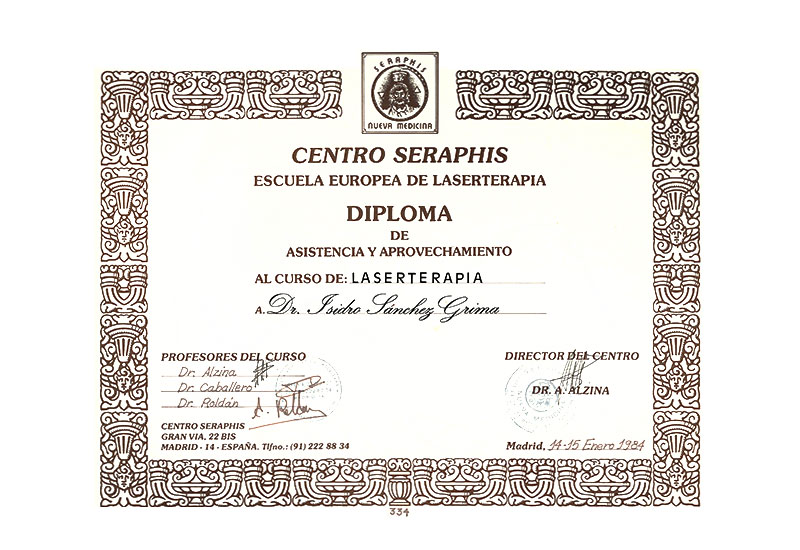 SERAPHIS
NUEVA MEDICINA
CENTRO SERAPHIS
ESCUELA EUROPEA DE LASERTERAPIA
DIPLOMA
DE
ASISTENCIA Y APROVECHAMIENTO
AL CURSO DE: LASERTERAPIA
A. Dr. Isidro Sánchez Grima
PROFESORES DEL CURSO
Dr. Alzina
Dr. Caballero
Dr. Roldán
CENTRO SERAPHIS
GRAN VIA, 22 BIS
MADRID - 14 - ESPAÑA. Tlfno.: (91) 222 88 34
DIRECTOR DEL CENTRO
DR. A. ALZINA
Madrid, 14-15 Enero 1984
334